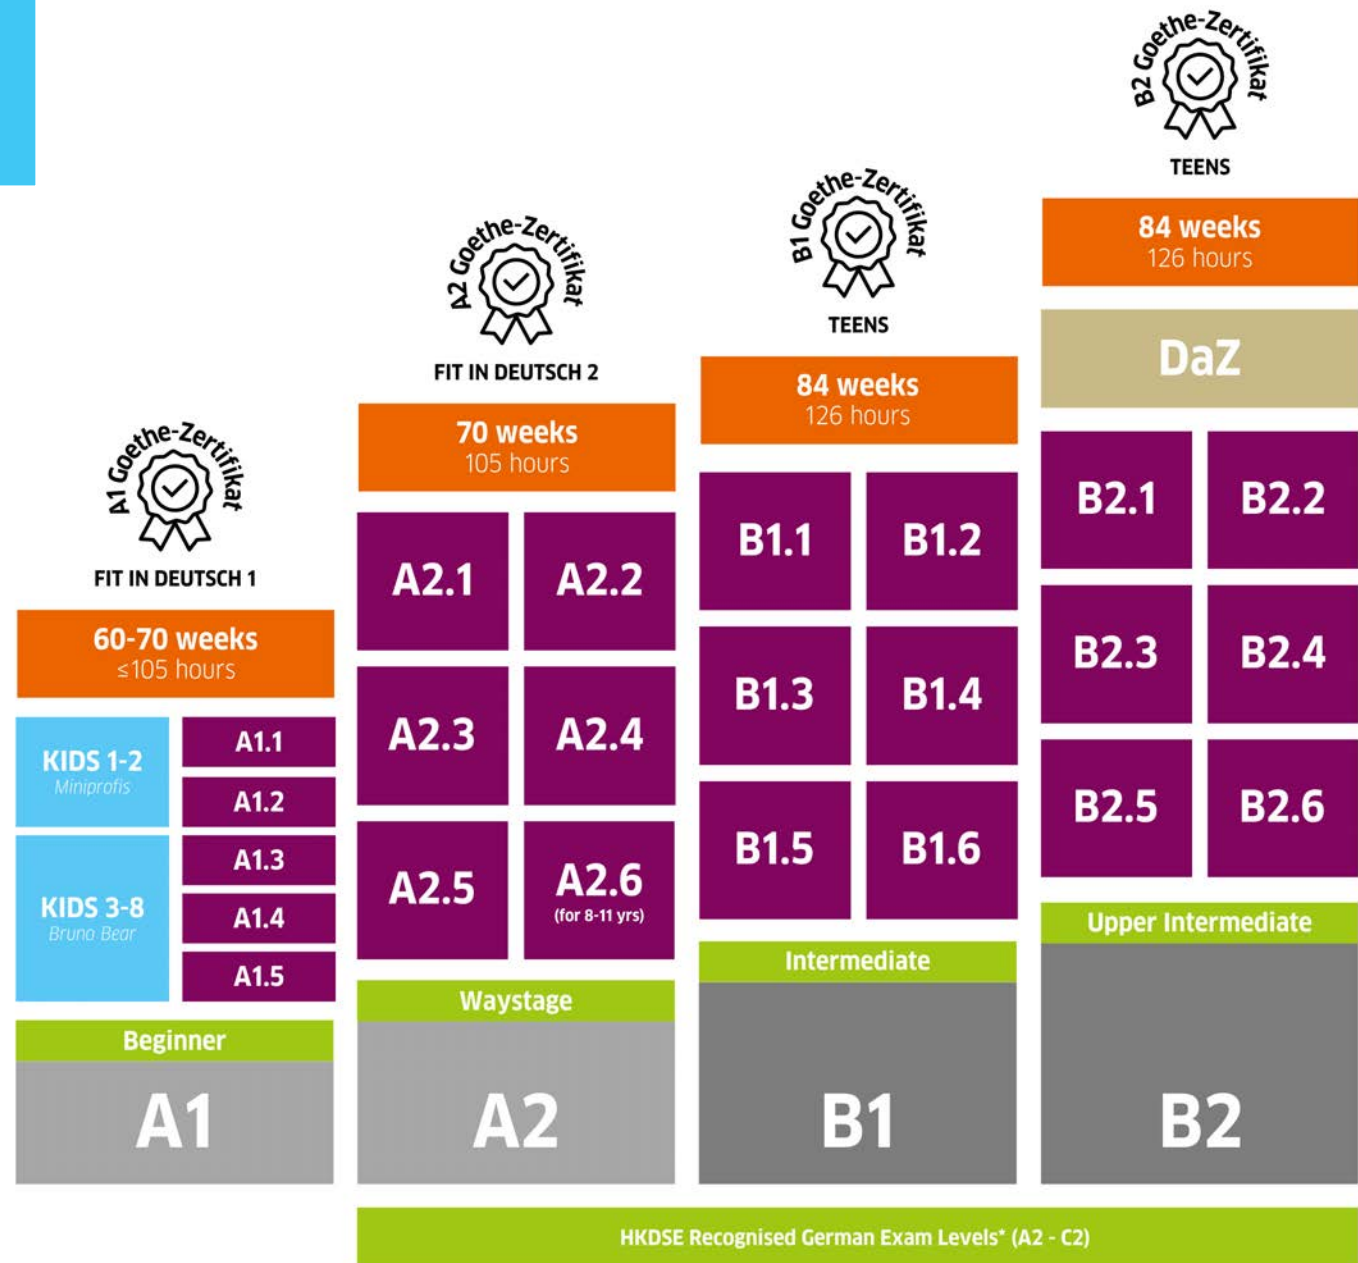 A1 Goethe-Zertifikat
FIT IN DEUTSCH 1
60-70 weeks
≤105 hours
KIDS 1-2
Miniprofis
KIDS 3-8
Bruno Bear
A1.1
A1.2
A1.3
A1.4
A1.5
Beginner
A1
A2 Goethe-Zertifikat
FIT IN DEUTSCH 2
70 weeks
105 hours
A2.1
A2.2
A2.3
A2.4
A2.5
A2.6
(for 8-11 yrs)
Waystage
A2
B1 Goethe-Zertifikat
TEENS
84 weeks
126 hours
B1.1
B1.2
B1.3
B1.4
B1.5
B1.6
Intermediate
B1
B2 Goethe-Zertifikat
TEENS
84 weeks
126 hours
DaZ
B2.1
B2.2
B2.3
B2.4
B2.5
B2.6
Upper Intermediate
B2
HKDSE Recognised German Exam Levels* (A2 - C2)